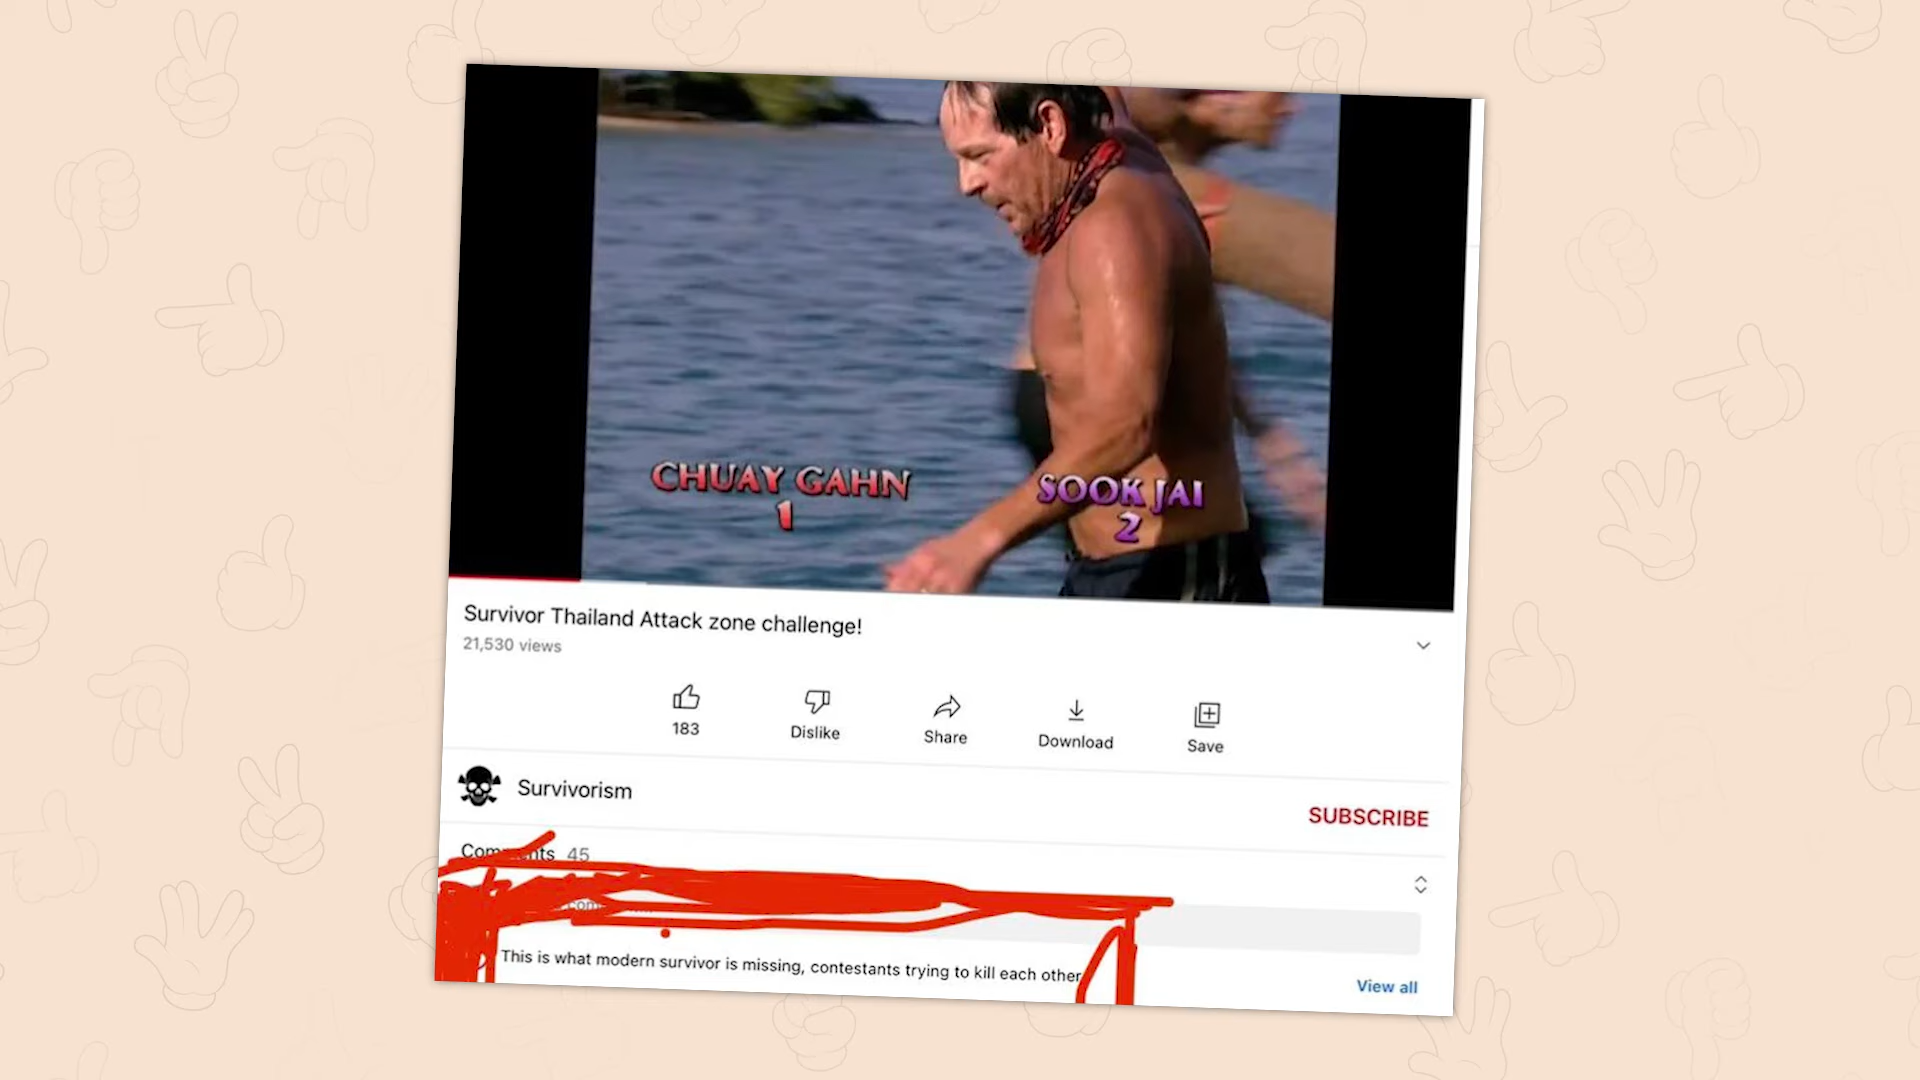 CHUAY GAHN
1
SOOK JAI
2
Survivor Thailand Attack zone challenge!
21,530 views
183
Dislike
Share
Download
Save
Survivorism
SUBSCRIBE
Comments 45
This is what modern survivor is missing, contestants trying to kill each other
View all